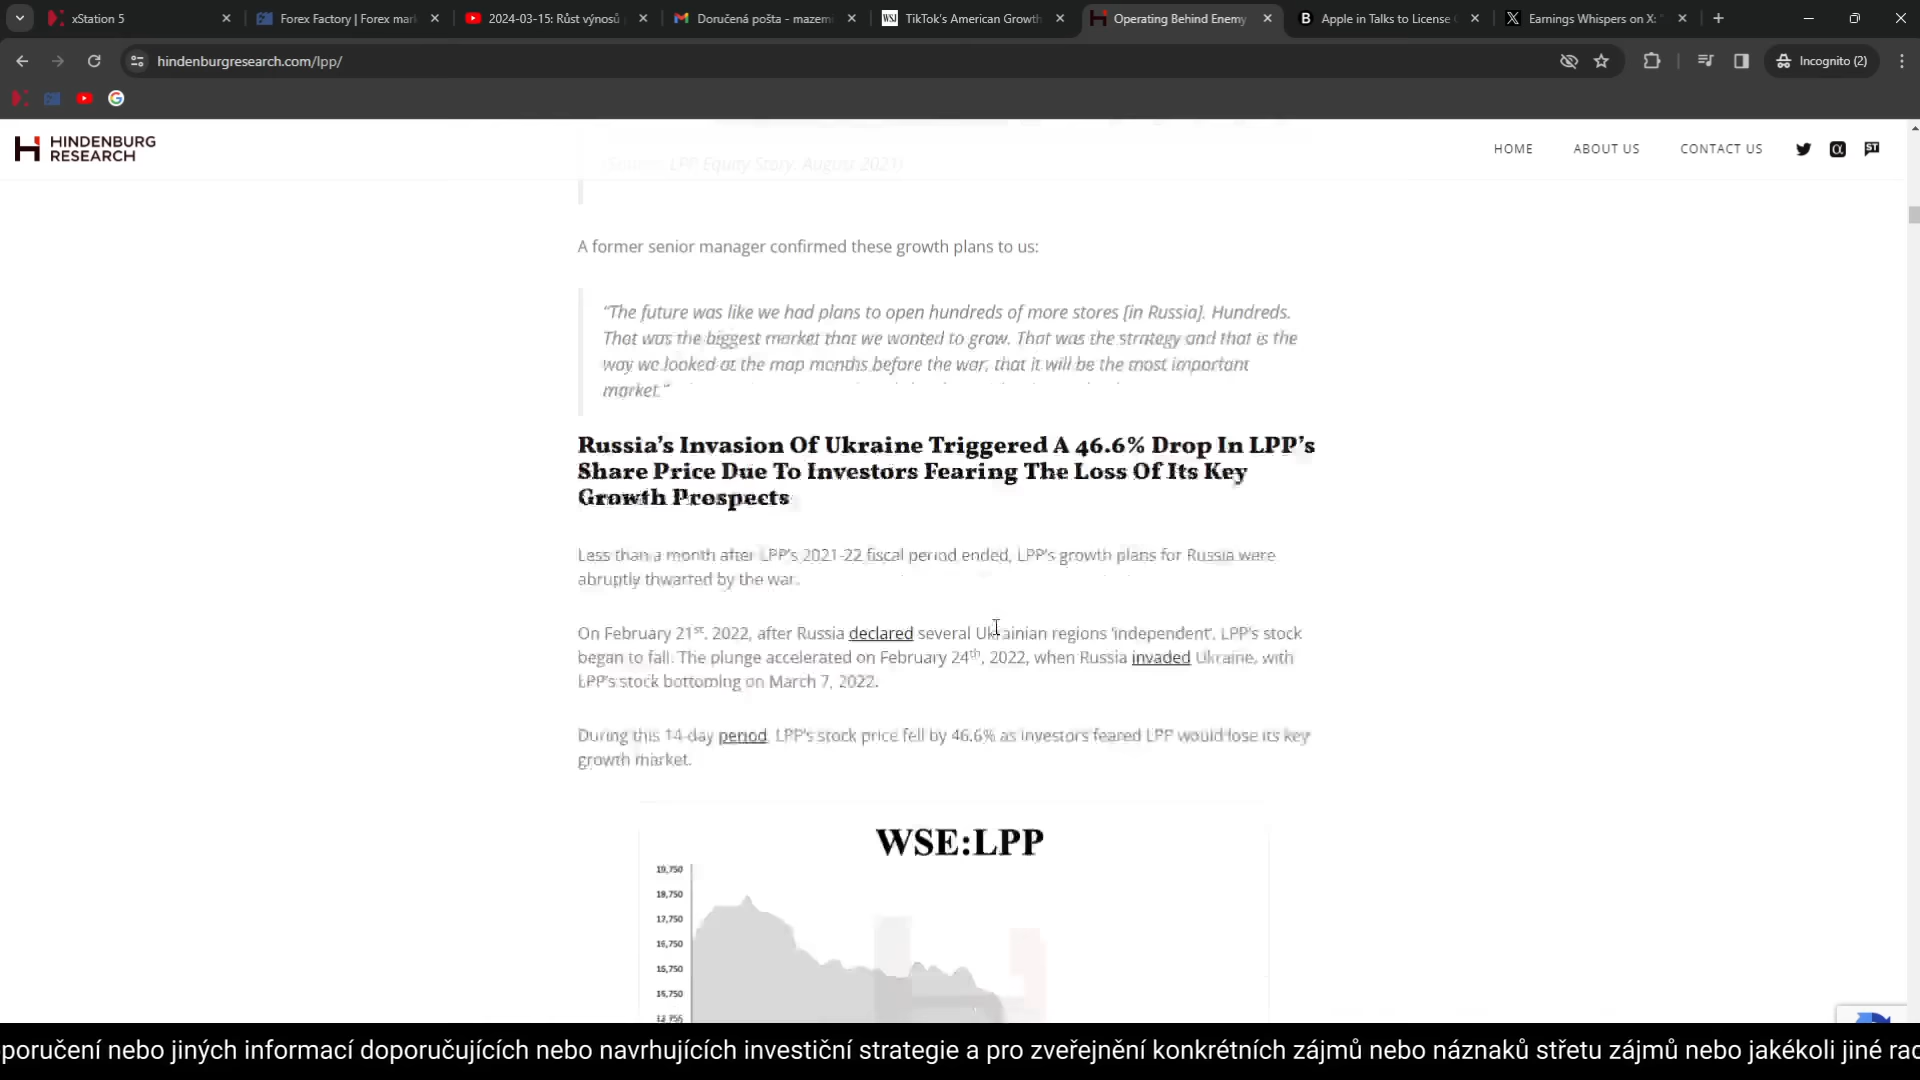 xStation 5
Forex Factory | Forex mar
2024-03-15: Růst výnosů
Doručená pošta - mazem
TikTok's American Growth
Operating Behind Enemy
Apple in Talks to License
Earnings Whispers on X:
hindenburgresearch.com/lpp/
Incognito (2)
HINDENBURG
RESEARCH
HOME
ABOUT US
CONTACT US
LPP Equity Story, August 2021)
A former senior manager confirmed these growth plans to us:
“The future was like we had plans to open hundreds of more stores [in Russia]. Hundreds.
That was the biggest market that we wanted to grow. That was the strategy and that is the
way we looked at the map months before the war, that it will be the most important
market.”
Russia’s Invasion Of Ukraine Triggered A 46.6% Drop In LPP’s
Share Price Due To Investors Fearing The Loss Of Its Key
Growth Prospects
Less than a month after LPP’s 2021-22 fiscal period ended, LPP’s growth plans for Russia were
abruptly thwarted by the war.
On February 21st, 2022, after Russia declared several Ukrainian regions ‘independent’, LPP’s stock
began to fall. The plunge accelerated on February 24th, 2022, when Russia invaded Ukraine, with
LPP’s stock bottoming on March 7, 2022.
During this 14-day period, LPP’s stock price fell by 46.6% as investors feared LPP would lose its key
growth market.
WSE:LPP
19,750
18,750
17,750
16,750
15,750
14,750
poručení nebo jiných informací doporučujících nebo navrhujících investiční strategie a pro zveřejnění konkrétních zájmů nebo náznaků střetu zájmů nebo jakékoli jiné rad